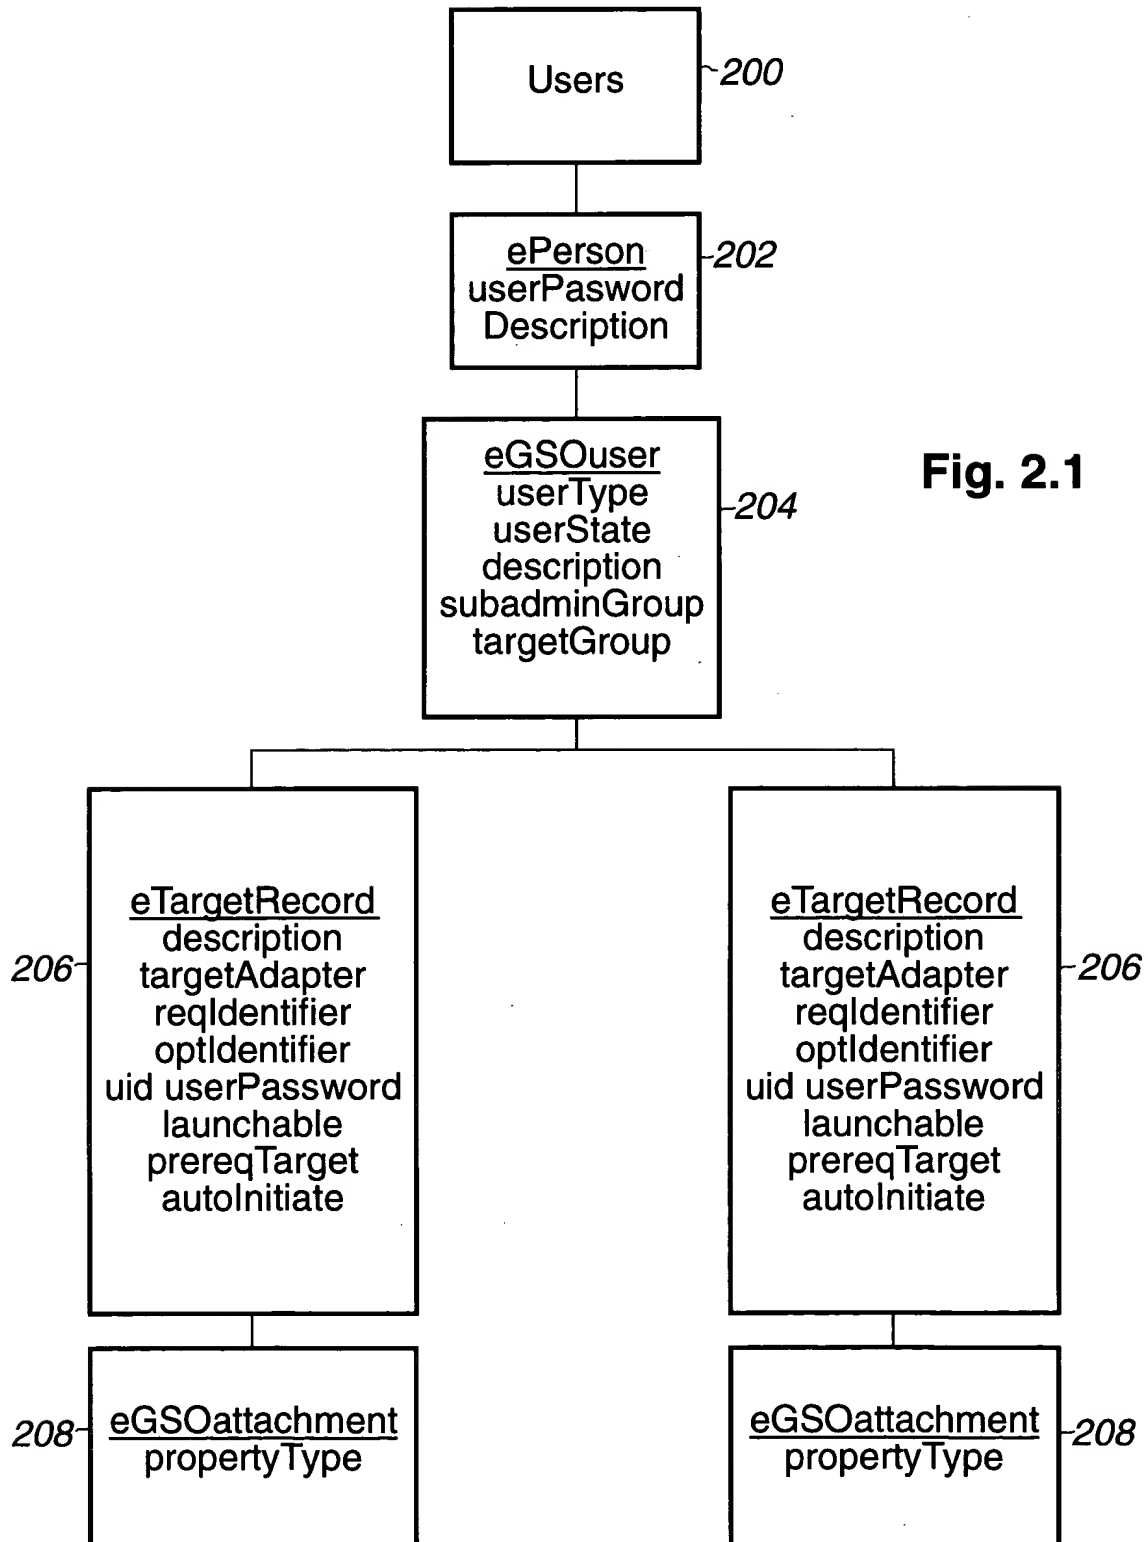 Users
200
ePerson
userPasword
Description
202
eGSOuser
userType
userState
description
subadminGroup
targetGroup
204
Fig. 2.1
eTargetRecord
description
targetAdapter
reqIdentifier
optIdentifier
uid userPassword
launchable
prereqTarget
autoInitiate
206
eTargetRecord
description
targetAdapter
reqIdentifier
optIdentifier
uid userPassword
launchable
prereqTarget
autoInitiate
206
eGSOattachment
propertyType
208
eGSOattachment
propertyType
208